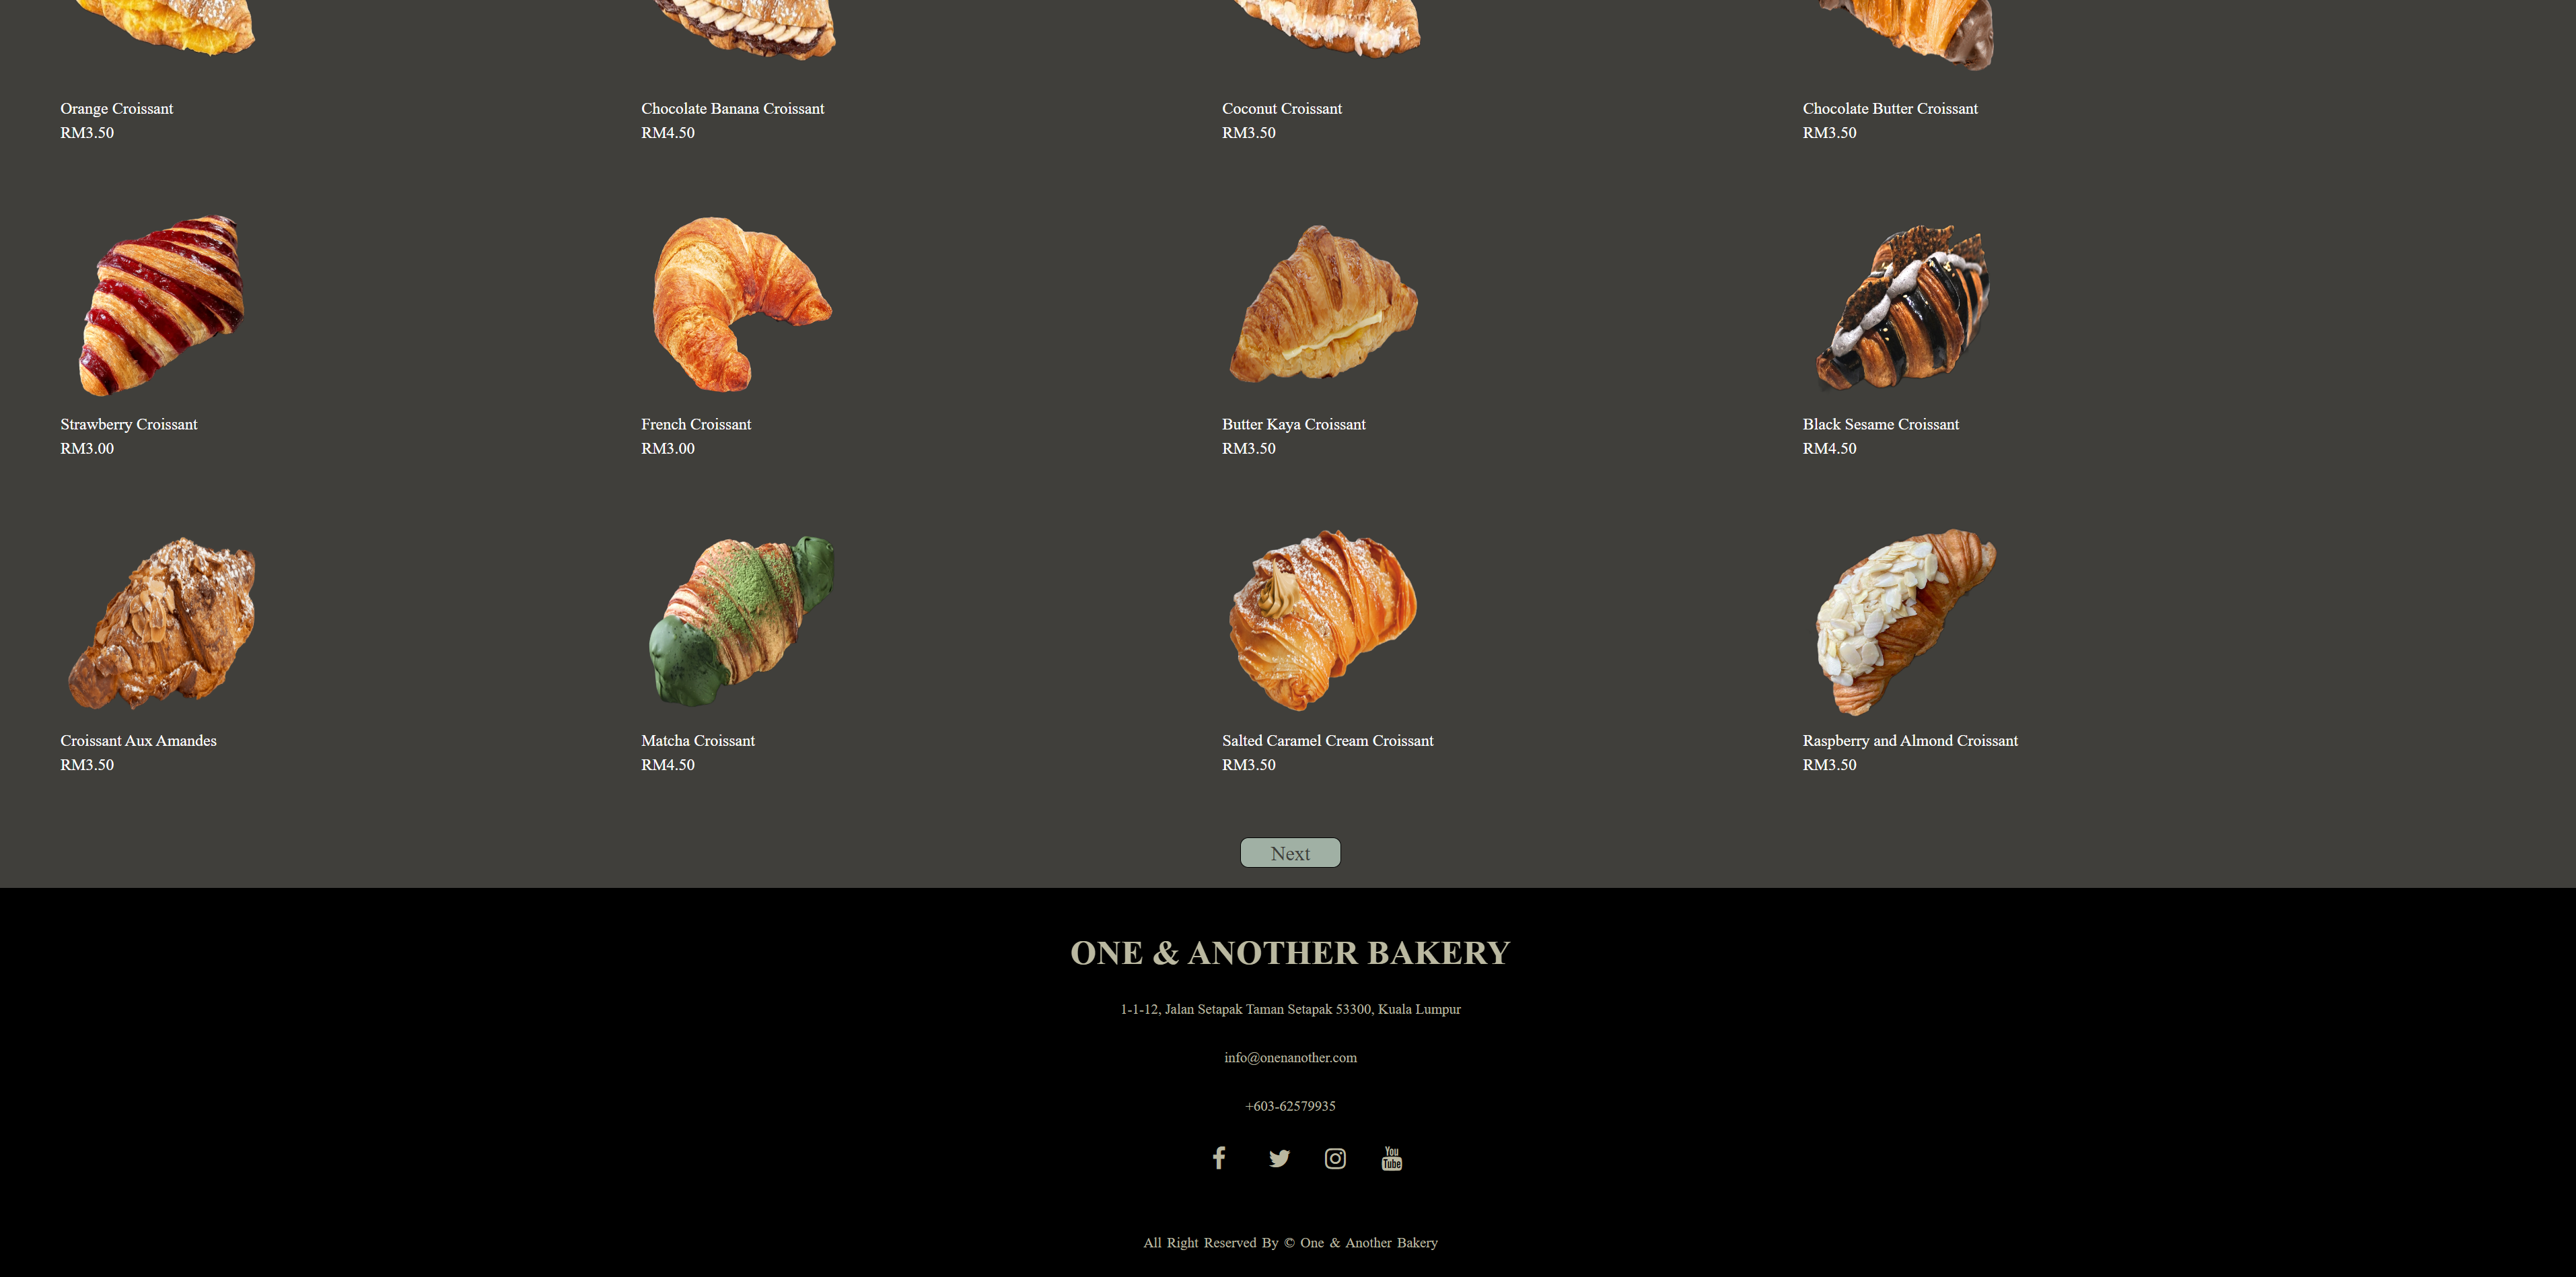 Orange Croissant
RM3.50
Chocolate Banana Croissant
RM4.50
Coconut Croissant
RM3.50
Chocolate Butter Croissant
RM3.50
Strawberry Croissant
RM3.00
French Croissant
RM3.00
Butter Kaya Croissant
RM3.50
Black Sesame Croissant
RM4.50
Croissant Aux Amandes
RM3.50
Matcha Croissant
RM4.50
Salted Caramel Cream Croissant
RM3.50
Raspberry and Almond Croissant
RM3.50
Next
ONE & ANOTHER BAKERY
1-1-12, Jalan Setapak Taman Setapak 53300, Kuala Lumpur
info@onenanother.com
+603-62579935
You
Tube
All Right Reserved By © One & Another Bakery